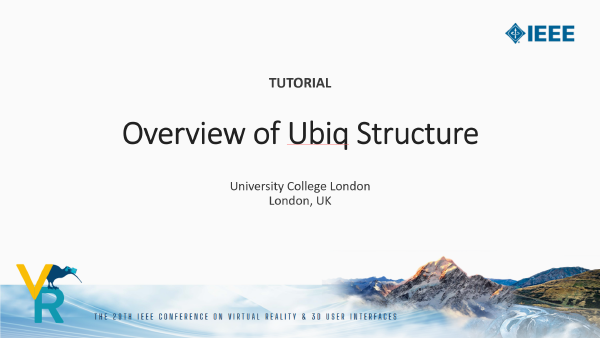 IEEE
TUTORIAL
Overview of Ubiq Structure
University College London
London, UK
VR
THE 29TH IEEE CONFERENCE ON VIRTUAL REALITY & 3D USER INTERFACES